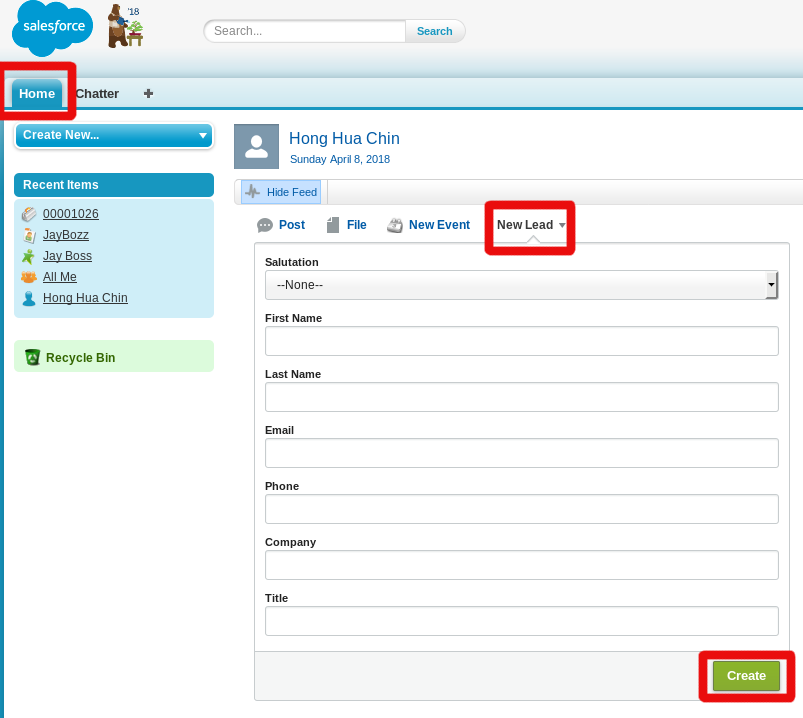 salesforce
'18
Search...
Search
Home
Chatter
Create New...
Recent Items
00001026
JayBozz
Jay Boss
All Me
Hong Hua Chin
Recycle Bin
Hong Hua Chin
Sunday April 8, 2018
Hide Feed
Post File New Event New Lead
Salutation
--None--
First Name
Last Name
Email
Phone
Company
Title
Create